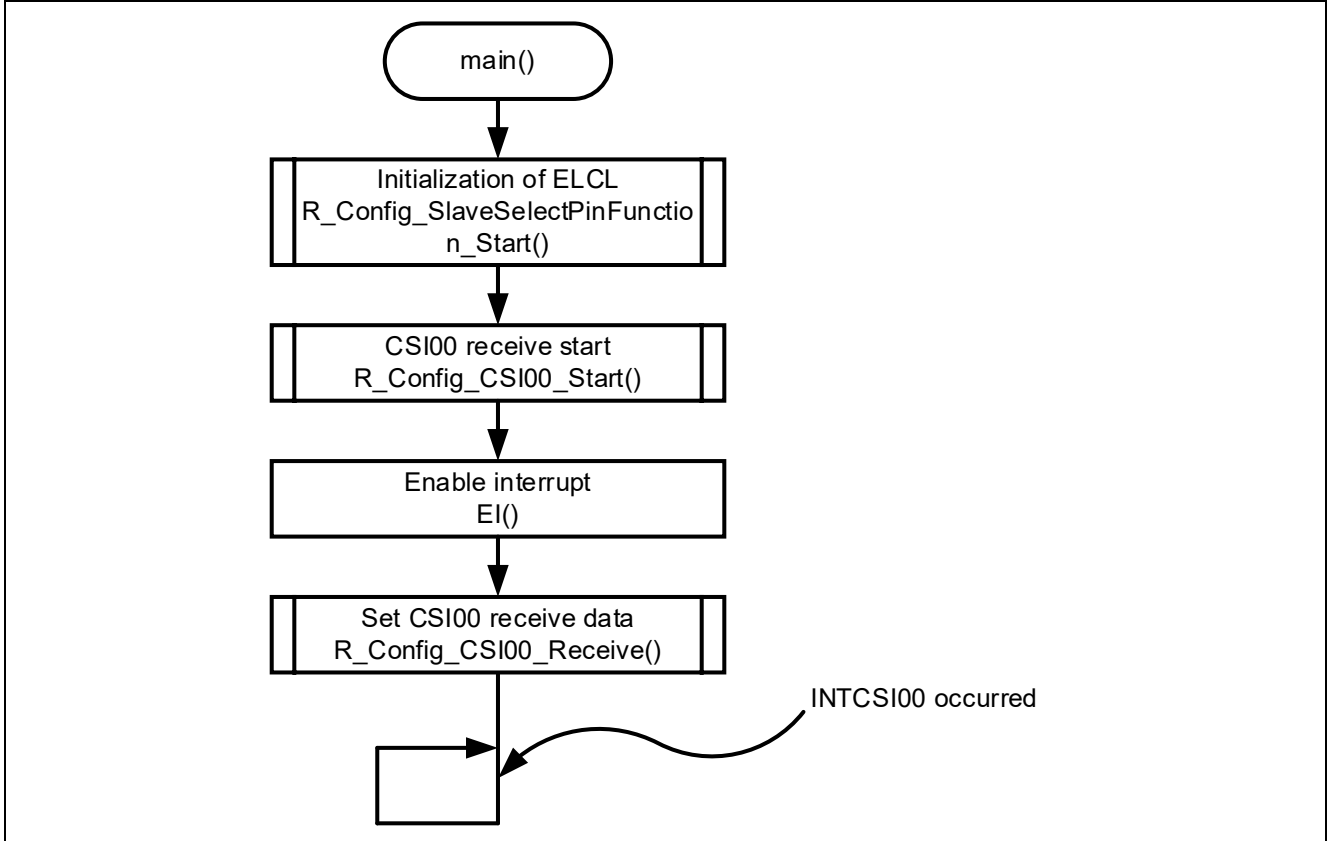 main()
Initialization of ELCL
R_Config_SlaveSelectPinFunctio
n_Start()
CSI00 receive start
R_Config_CSI00_Start()
Enable interrupt
EI()
Set CSI00 receive data
R_Config_CSI00_Receive()
INTCSI00 occurred